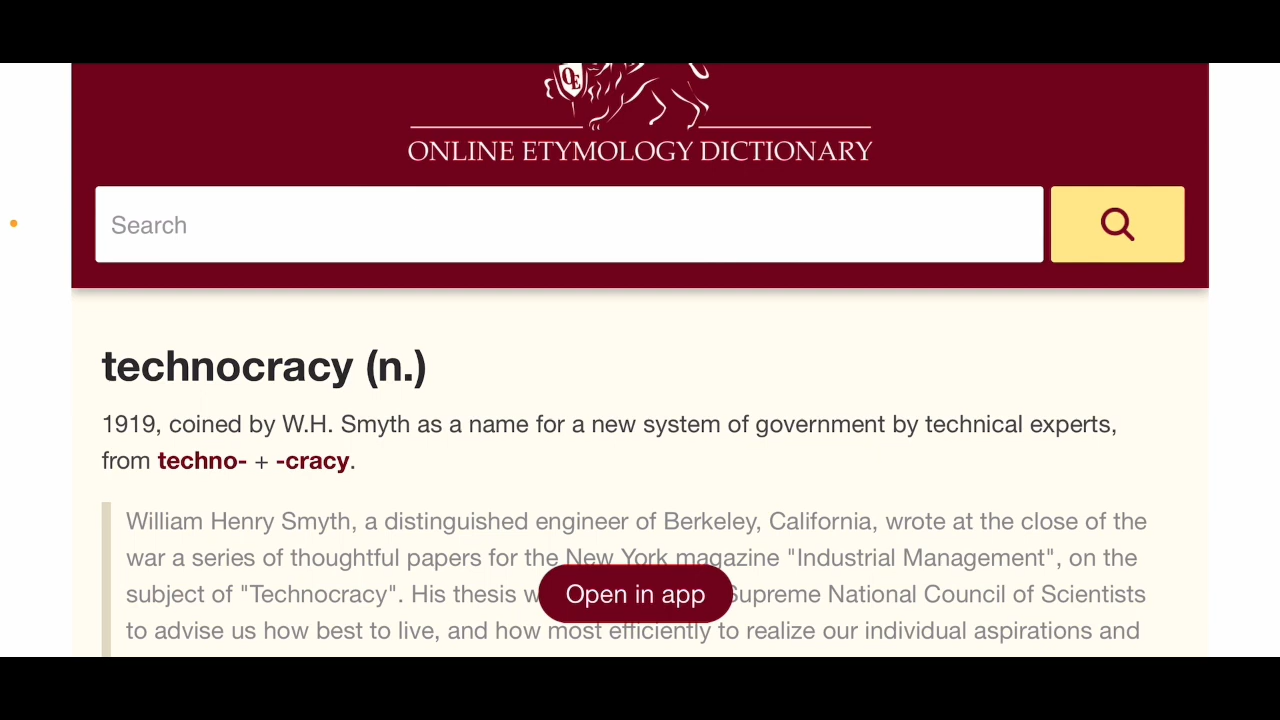 OE
ONLINE ETYMOLOGY DICTIONARY
Search
technocracy (n.)
1919, coined by W.H. Smyth as a name for a new system of government by technical experts,
from techno- + -cracy.
William Henry Smyth, a distinguished engineer of Berkeley, California, wrote at the close of the
war a series of thoughtful papers for the New York magazine "Industrial Management", on the
subject of "Technocracy". His thesis Supreme National Council of Scientists
Open in app
to advise us how best to live, and how most efficiently to realize our individual aspirations and